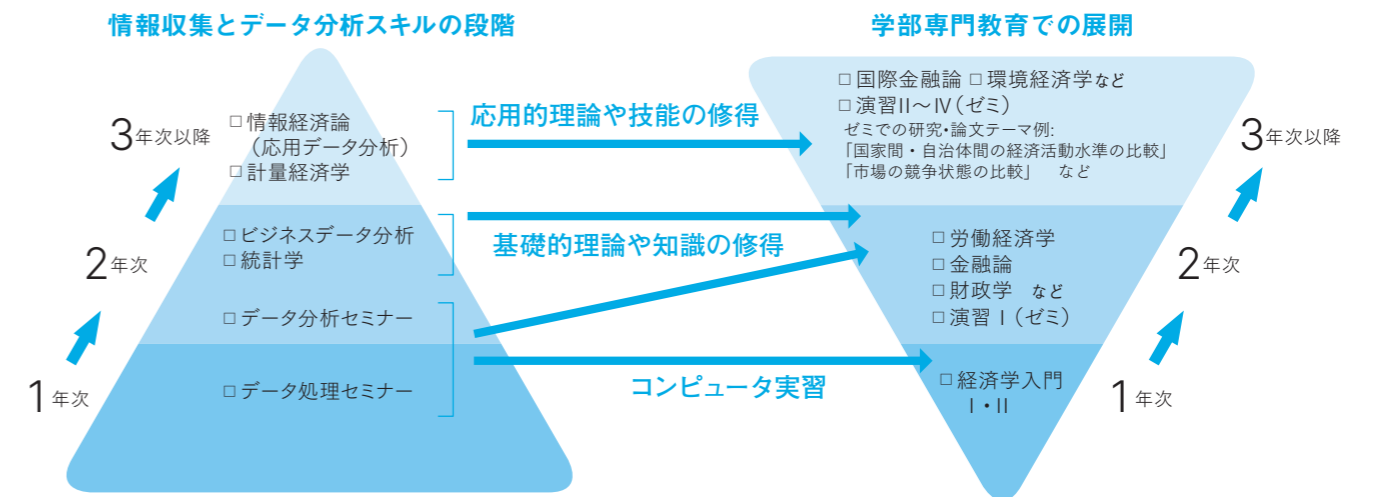 情報収集とデータ分析スキルの段階
3年次以降
□ 情報経済論
（応用データ分析）
□ 計量経済学
2年次
□ ビジネスデータ分析
□ 統計学
□ データ分析セミナー
1年次
□ データ処理セミナー
応用的理論や技能の修得
基礎的理論や知識の修得
コンピュータ実習
学部専門教育での展開
□ 国際金融論 □ 環境経済学など
□ 演習II〜IV（ゼミ）
ゼミでの研究・論文テーマ例:
「国家間・自治体間の経済活動水準の比較」
「市場の競争状態の比較」　など
3年次以降
□ 労働経済学
□ 金融論
□ 財政学　など
□ 演習 I（ゼミ）
2年次
□ 経済学入門
I・II
1年次